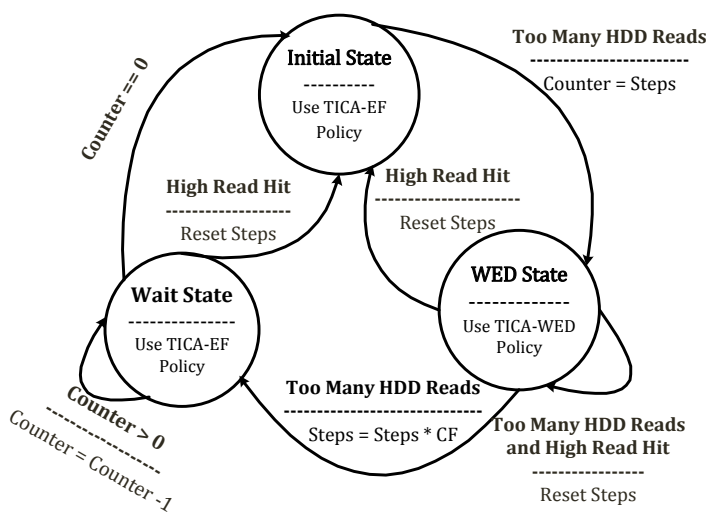 Initial State
Use TICA-EF
Policy
Too Many HDD Reads
Counter = Steps
Counter == 0
High Read Hit
Reset Steps
High Read Hit
Reset Steps
WED State
Use TICA-WED
Policy
Wait State
Use TICA-EF
Policy
Too Many HDD Reads
Steps = Steps * CF
Counter > 0
Counter = Counter -1
Too Many HDD Reads
and High Read Hit
Reset Steps